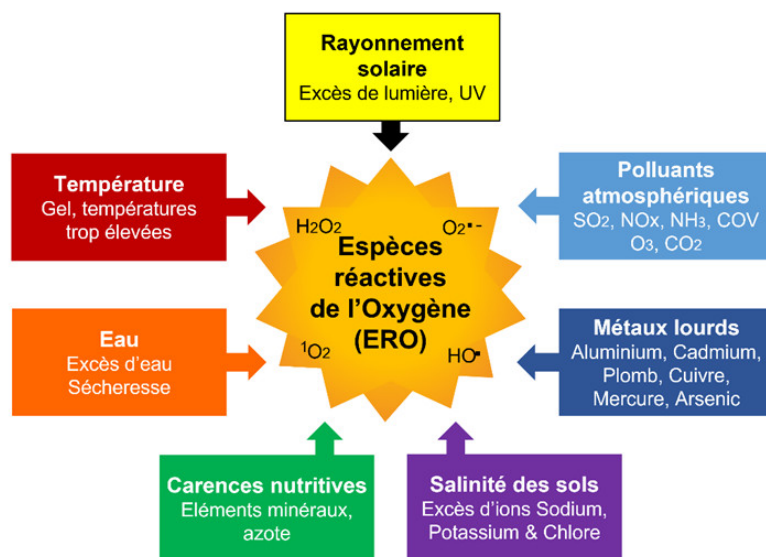 Rayonnement
solaire
Excès de lumière, UV
Température
Gel, températures
trop élevées
Polluants
atmosphériques
SO₂, NOx, NH₃, COV
O₃, CO₂
H₂O₂
O₂▪-
Espèces
réactives
de l’Oxygène
(ERO)
¹O₂
HO▪
Eau
Excès d’eau
Sécheresse
Métaux lourds
Aluminium, Cadmium,
Plomb, Cuivre,
Mercure, Arsenic
Carences nutritives
Eléments minéraux,
azote
Salinité des sols
Excès d’ions Sodium,
Potassium & Chlore